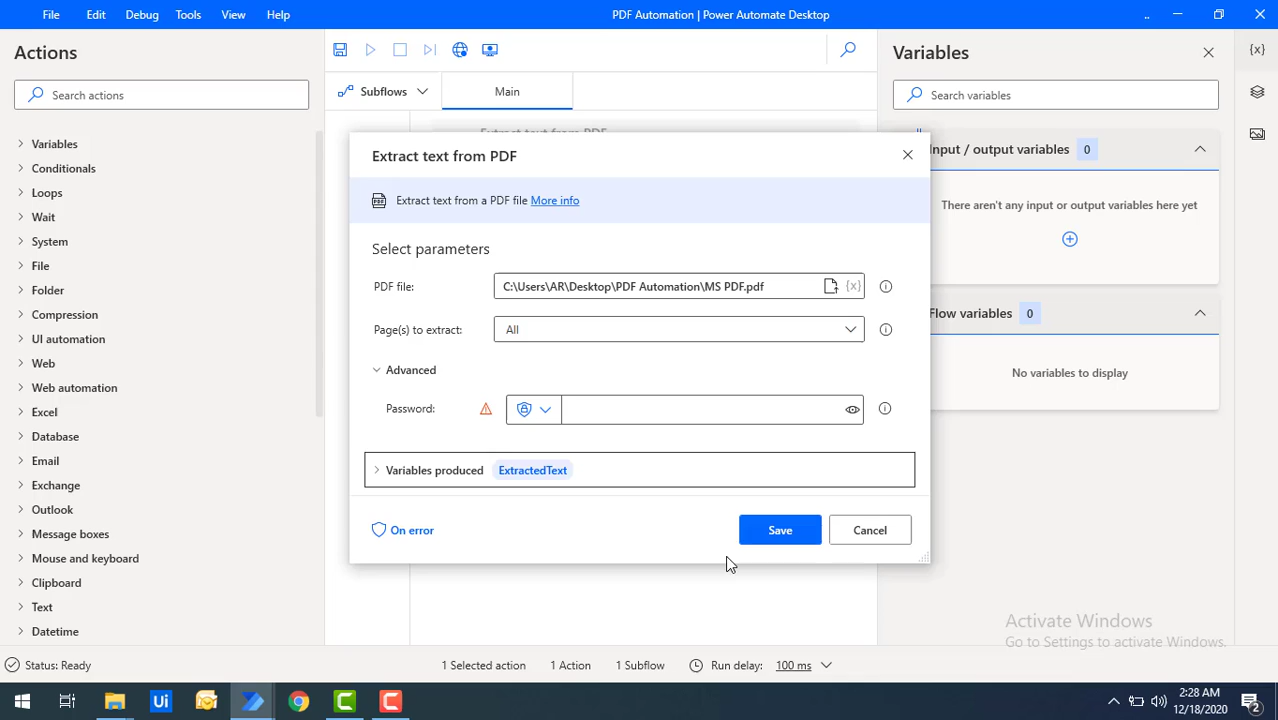 File Edit Debug Tools View Help PDF Automation | Power Automate Desktop
Actions
Search actions
Variables
Conditionals
Loops
Wait
System
File
Folder
Compression
UI automation
Web
Web automation
Excel
Database
Email
Exchange
Outlook
Message boxes
Mouse and keyboard
Clipboard
Text
Datetime
Subflows Main
Extract text from PDF
Extract text from PDF
Extract text from a PDF file More info
Select parameters
PDF file: C:\Users\AR\Desktop\PDF Automation\MS PDF.pdf {x}
Page(s) to extract: All
Advanced
Password:
Variables produced ExtractedText
On error Save Cancel
Variables {x}
Search variables
Input / output variables 0
There aren't any input or output variables here yet
Flow variables 0
No variables to display
Activate Windows
Go to Settings to activate Windows.
Status: Ready 1 Selected action 1 Action 1 Subflow Run delay: 100 ms
Ui 2:28 AM
12/18/2020 2